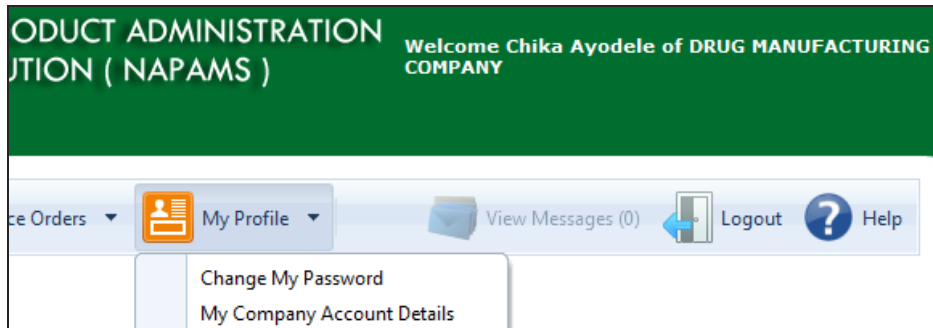 ODUCT ADMINISTRATION
UTION ( NAPAMS )
Welcome Chika Ayodele of DRUG MANUFACTURING
COMPANY
ce Orders
My Profile
View Messages (0)
Logout
? Help
Change My Password
My Company Account Details